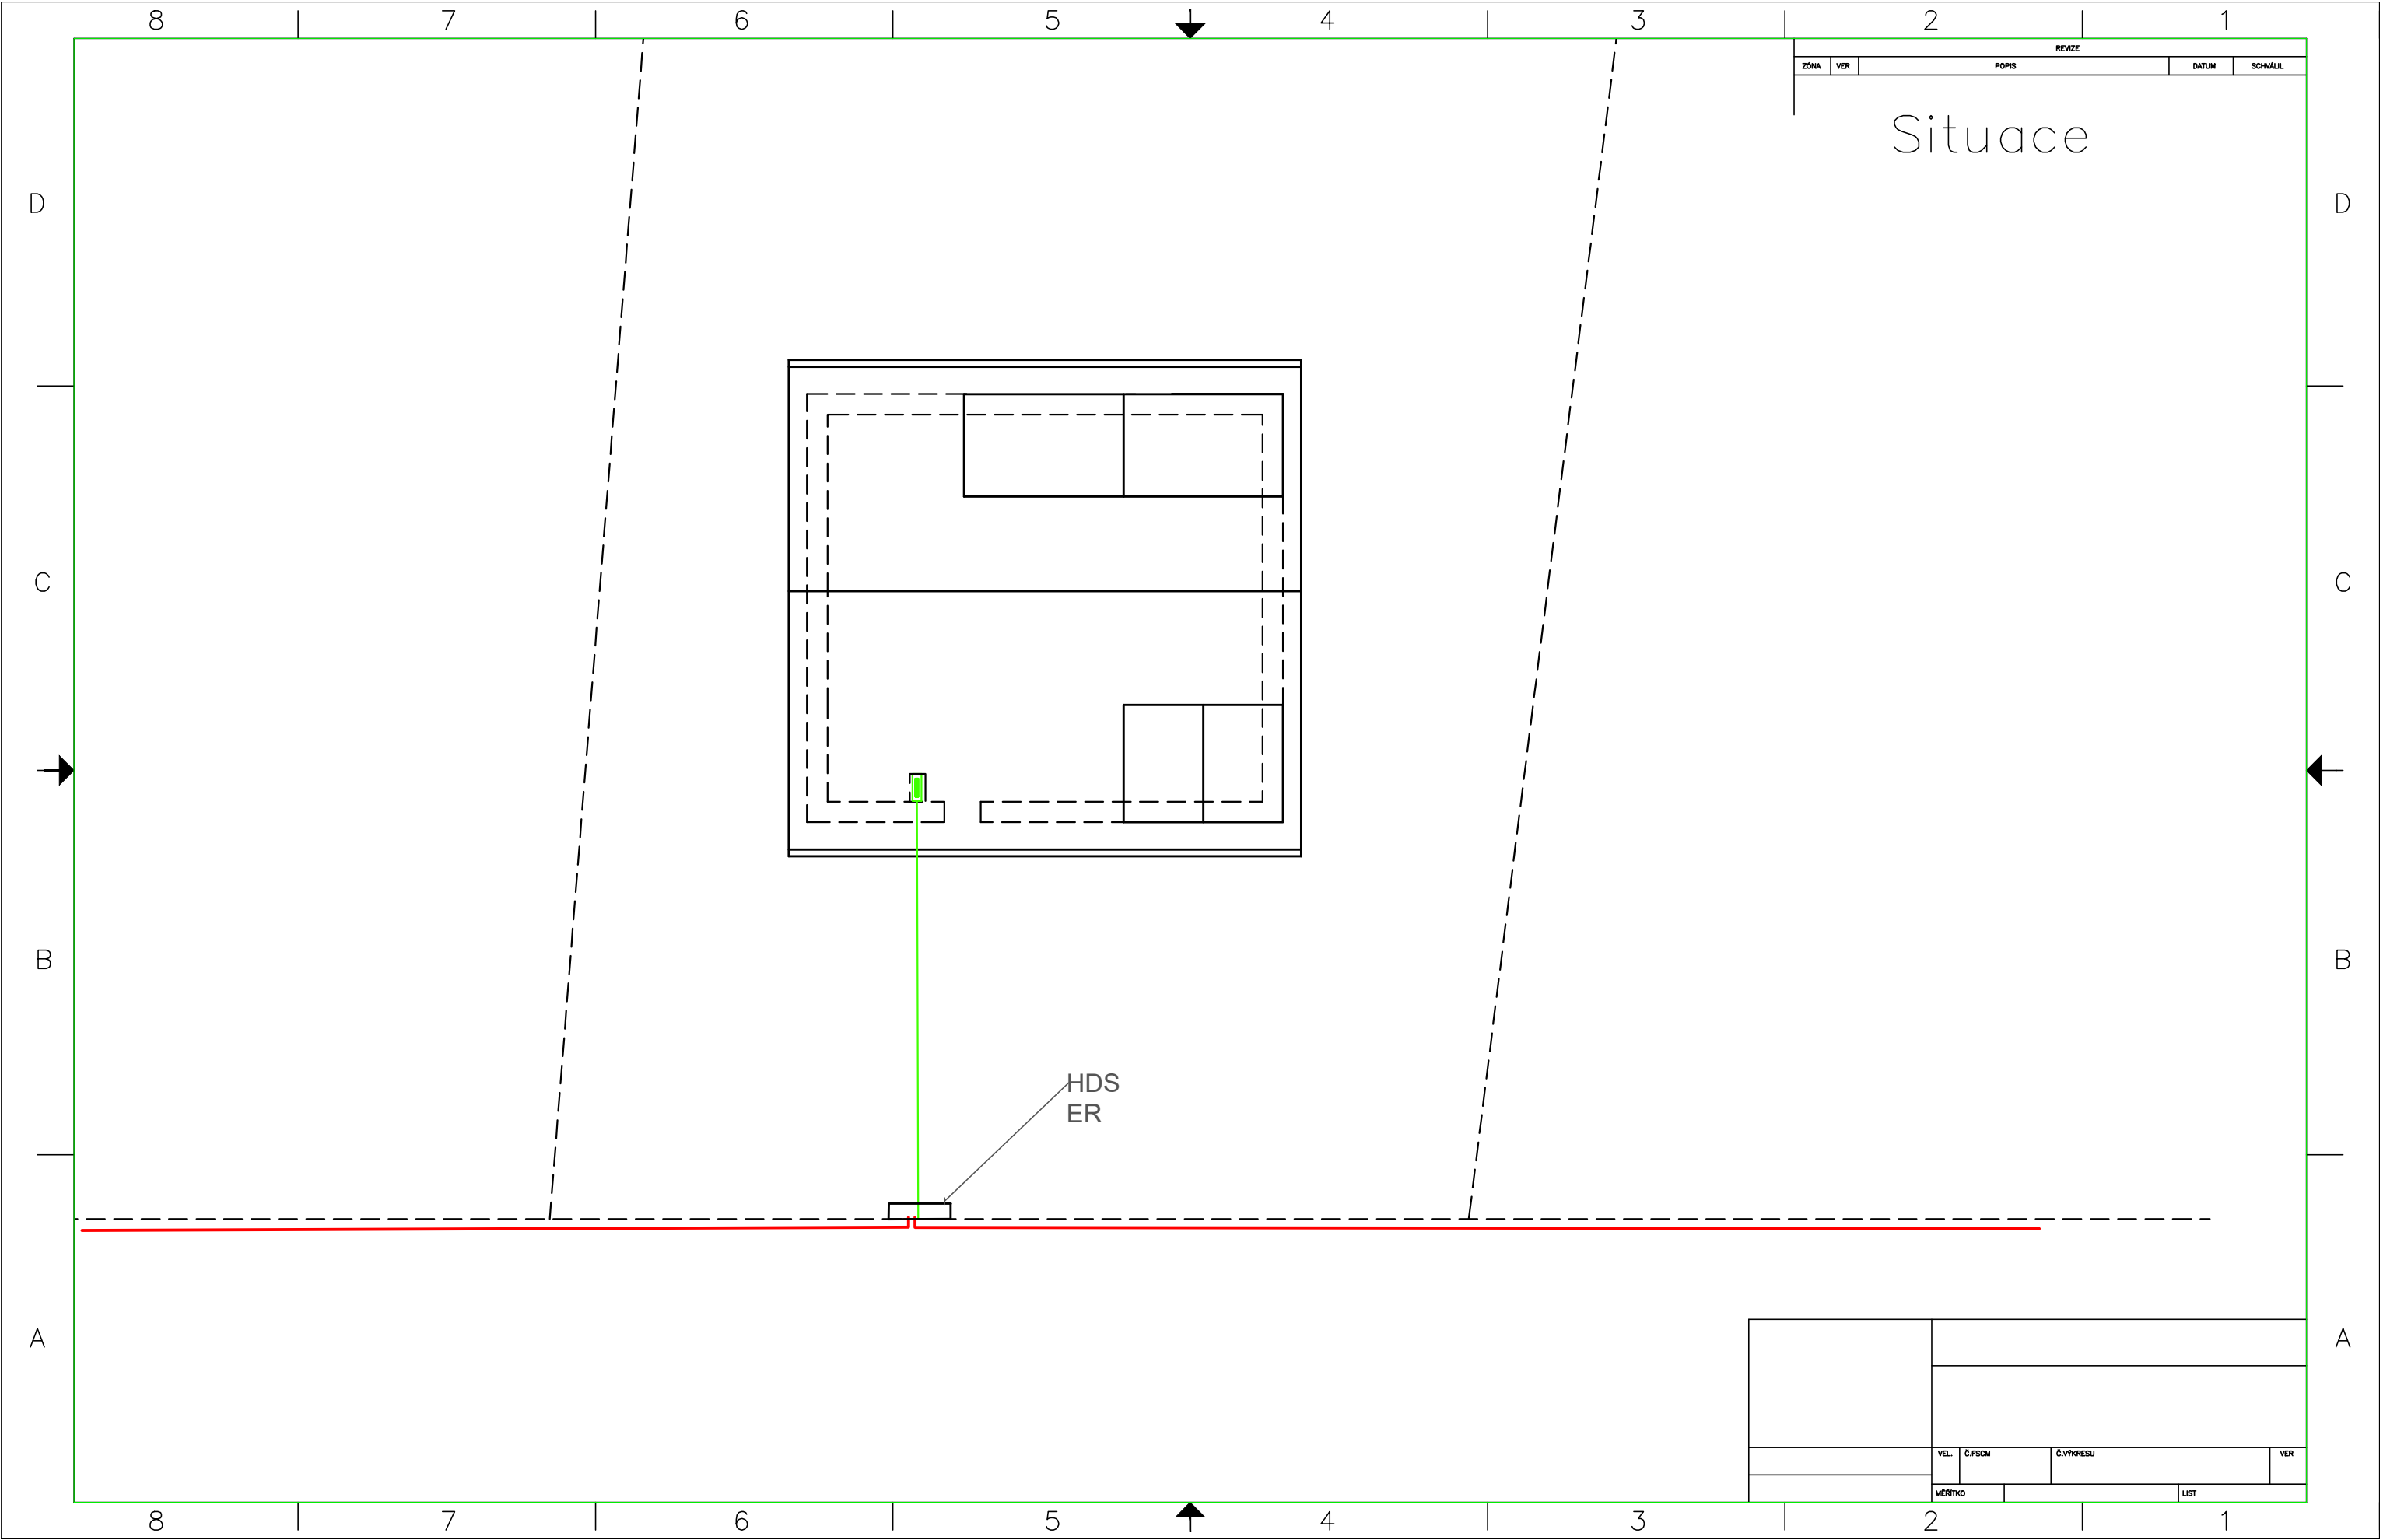 8 7 6 5 4 3 2 1
REVIZE
ZÓNA VER POPIS DATUM SCHVÁLIL
Situace
D D
C C
B B
HDS
ER
A A
VEL. Č.FSCM Č.VÝKRESU VER
MĚŘÍTKO LIST
8 7 6 5 4 3 2 1